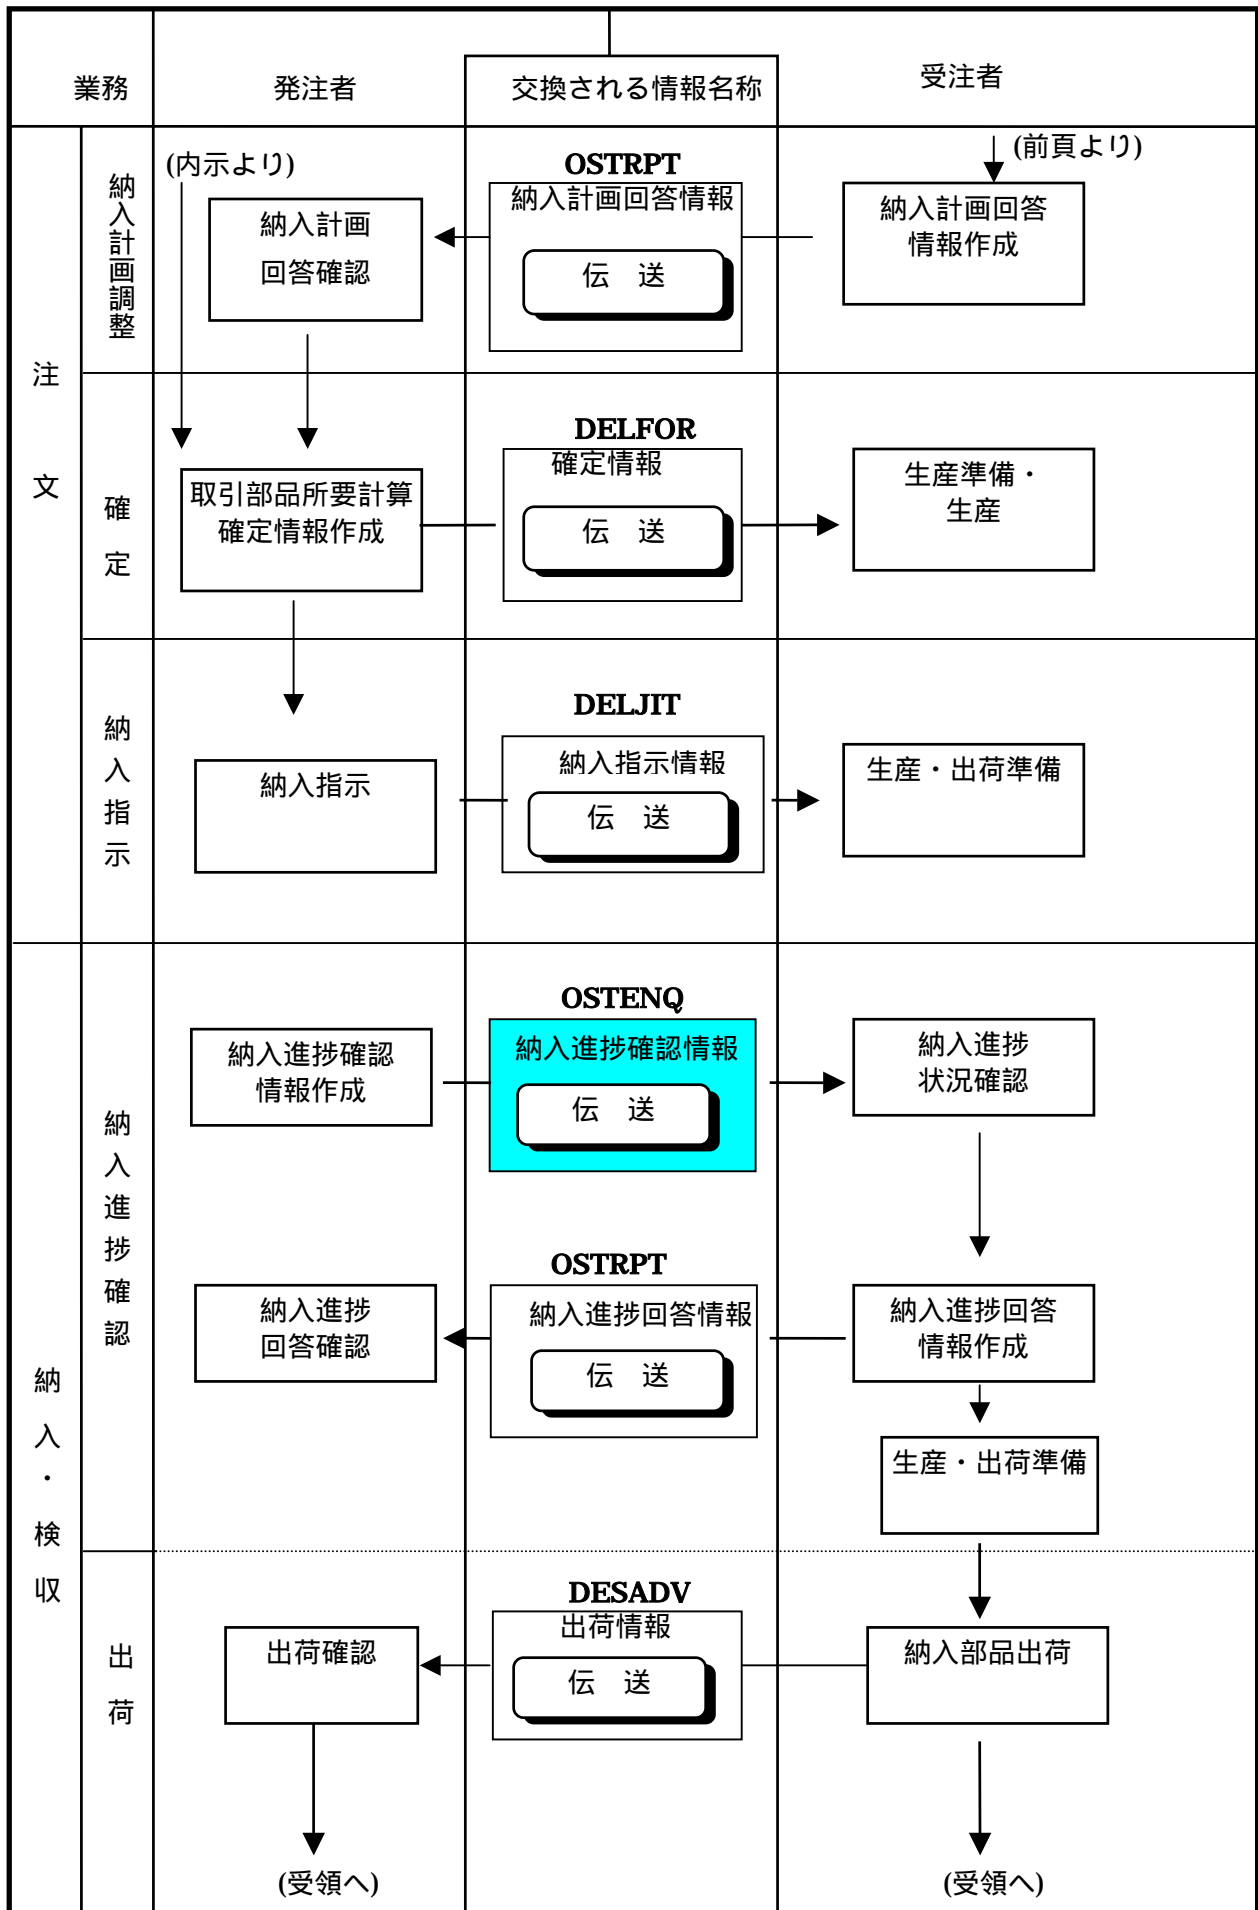 業務
発注者
交換される情報名称
受注者
注文
納入計画調整
(内示より)
納入計画
回答確認
OSTRPT
納入計画回答情報
伝　送
(前頁より)
納入計画回答
情報作成
確定
取引部品所要計算
確定情報作成
DELFOR
確定情報
伝　送
生産準備・
生産
納入指示
納入指示
DELJIT
納入指示情報
伝　送
生産・出荷準備
納入・検収
納入進捗確認
納入進捗確認
情報作成
OSTENQ
納入進捗確認情報
伝　送
納入進捗
状況確認
納入進捗
回答確認
OSTRPT
納入進捗回答情報
伝　送
納入進捗回答
情報作成
生産・出荷準備
出荷
出荷確認
DESADV
出荷情報
伝　送
納入部品出荷
(受領へ)
(受領へ)